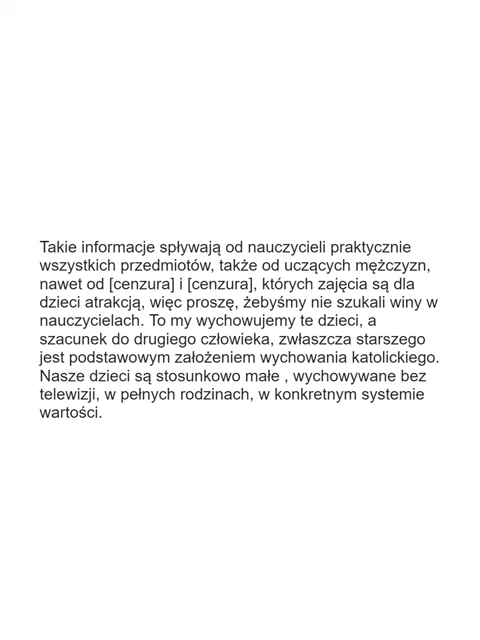 Takie informacje spływają od nauczycieli praktycznie
wszystkich przedmiotów, także od uczących mężczyzn,
nawet od [cenzura] i [cenzura], których zajęcia są dla
dzieci atrakcją, więc proszę, żebyśmy nie szukali winy w
nauczycielach. To my wychowujemy te dzieci, a
szacunek do drugiego człowieka, zwłaszcza starszego
jest podstawowym założeniem wychowania katolickiego.
Nasze dzieci są stosunkowo małe , wychowywane bez
telewizji, w pełnych rodzinach, w konkretnym systemie
wartości.